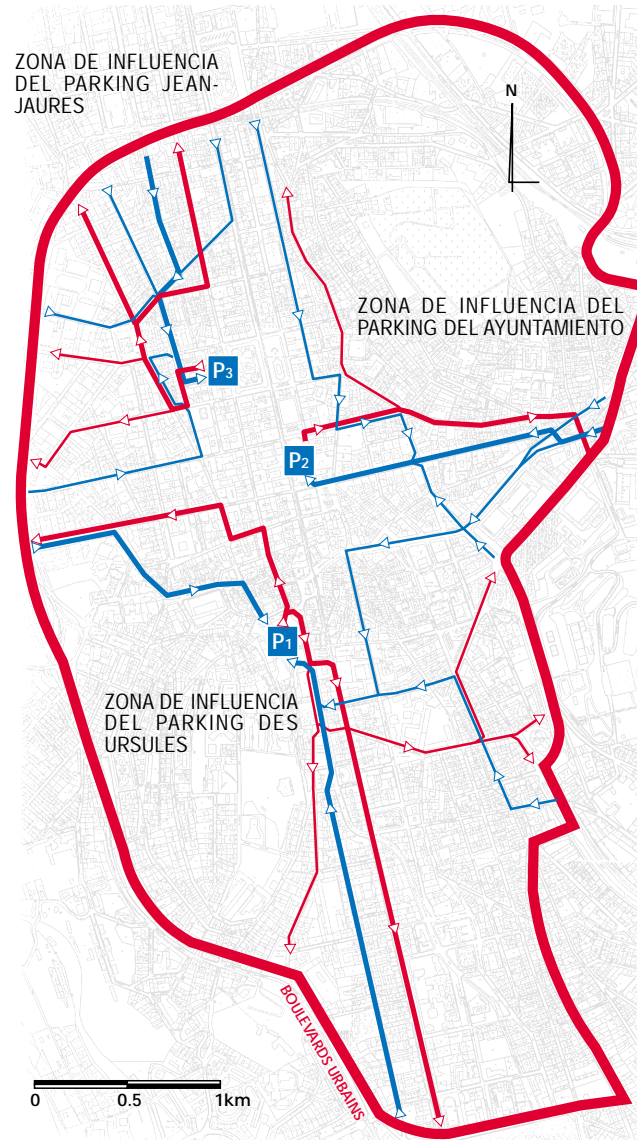 ZONA DE INFLUENCIA
DEL PARKING JEAN-
JAURES
N
ZONA DE INFLUENCIA DEL
PARKING DEL AYUNTAMIENTO
P3
P2
P1
ZONA DE INFLUENCIA
DEL PARKING DES
URSULES
BOULEVARDS URBAINS
0 0.5 1km